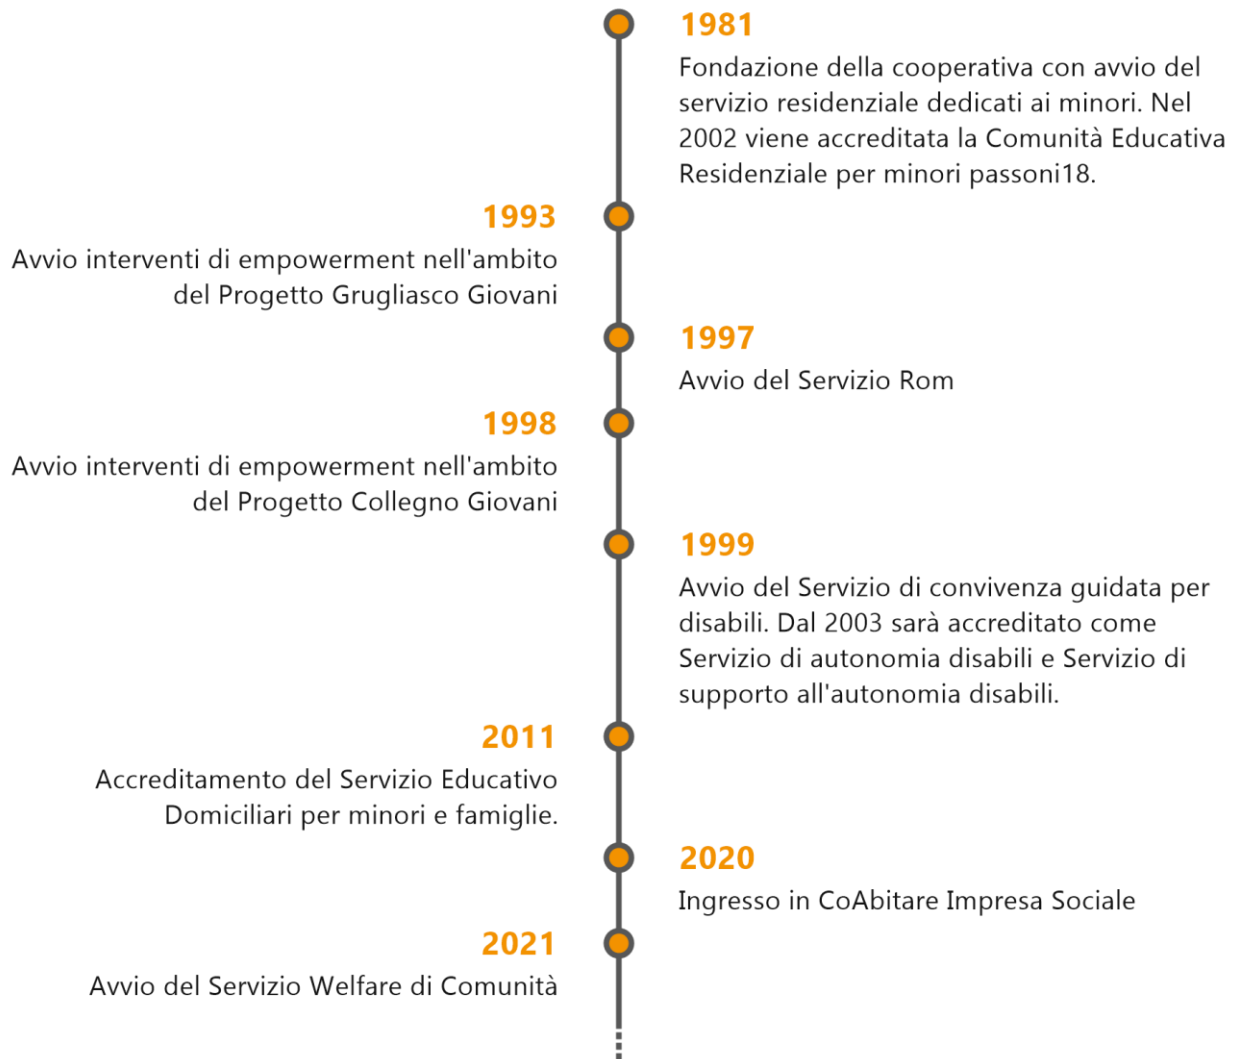 1981
Fondazione della cooperativa con avvio del
servizio residenziale dedicati ai minori. Nel
2002 viene accreditata la Comunità Educativa
Residenziale per minori passoni18.
1993
Avvio interventi di empowerment nell'ambito
del Progetto Grugliasco Giovani
1997
Avvio del Servizio Rom
1998
Avvio interventi di empowerment nell'ambito
del Progetto Collegno Giovani
1999
Avvio del Servizio di convivenza guidata per
disabili. Dal 2003 sarà accreditato come
Servizio di autonomia disabili e Servizio di
supporto all'autonomia disabili.
2011
Accreditamento del Servizio Educativo
Domiciliari per minori e famiglie.
2020
Ingresso in CoAbitare Impresa Sociale
2021
Avvio del Servizio Welfare di Comunità